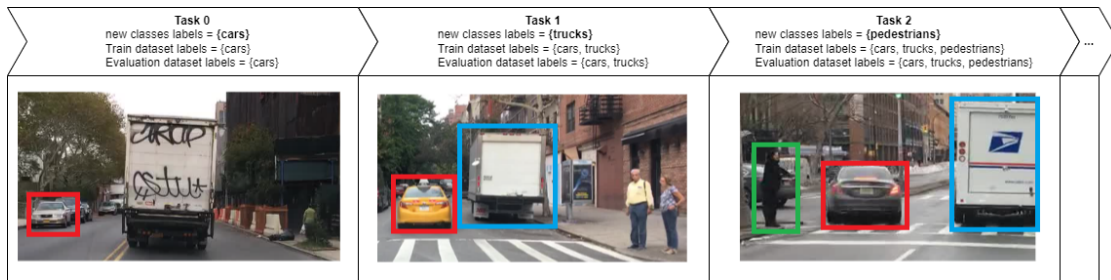 Task 0
new classes labels = {cars}
Train dataset labels = {cars}
Evaluation dataset labels = {cars}
Task 1
new classes labels = {trucks}
Train dataset labels = {cars, trucks}
Evaluation dataset labels = {cars, trucks}
Task 2
new classes labels = {pedestrians}
Train dataset labels = {cars, trucks, pedestrians}
Evaluation dataset labels = {cars, trucks, pedestrians}
...